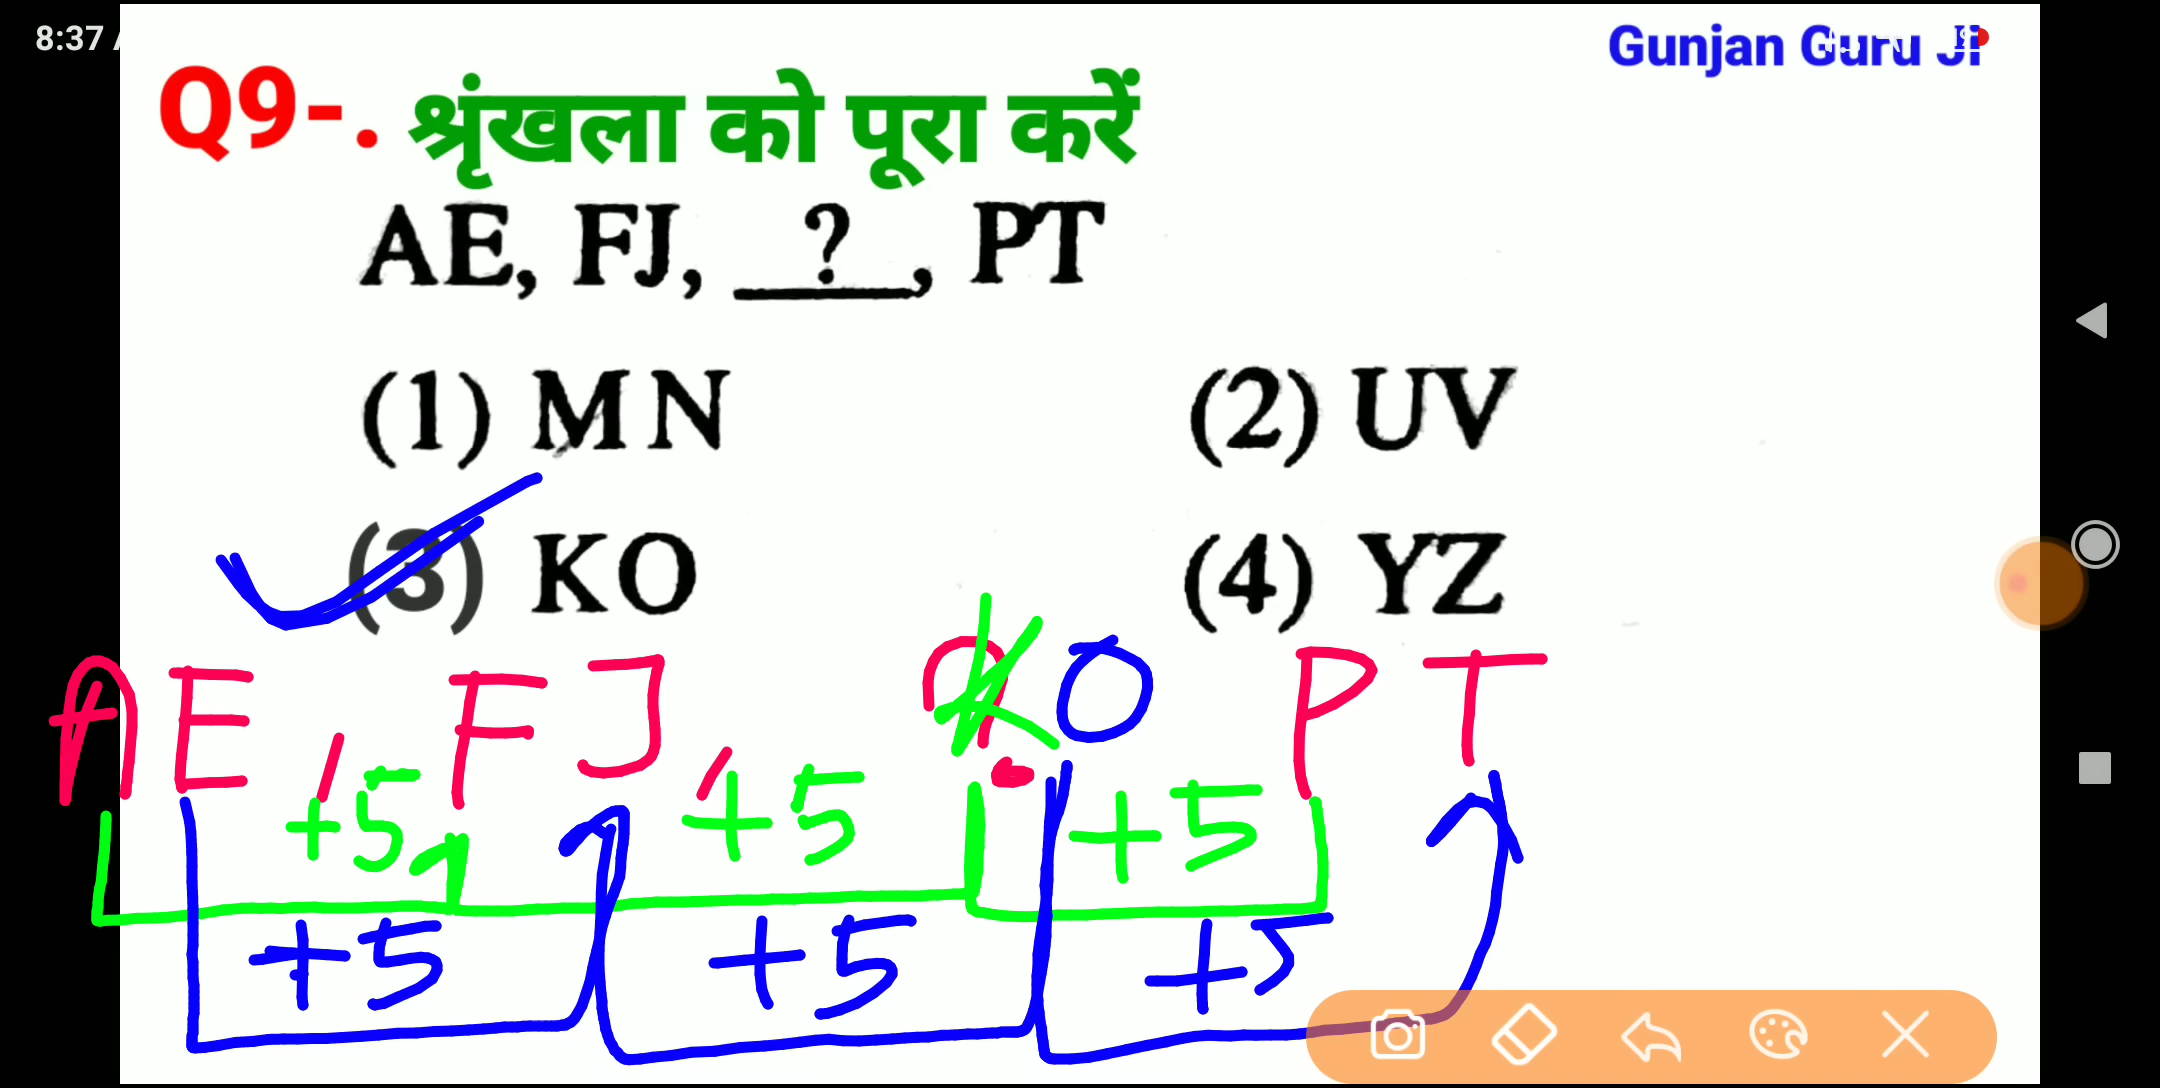 8:37
Gunjan Guru Ji
Q9-. श्रृंखला को पूरा करें
AE, FJ, ?, PT
(1) MN
(2) UV
(3) KO
(4) YZ
AE, FJ, ? KO PT
+5 +5 +5
+5 +5 +5